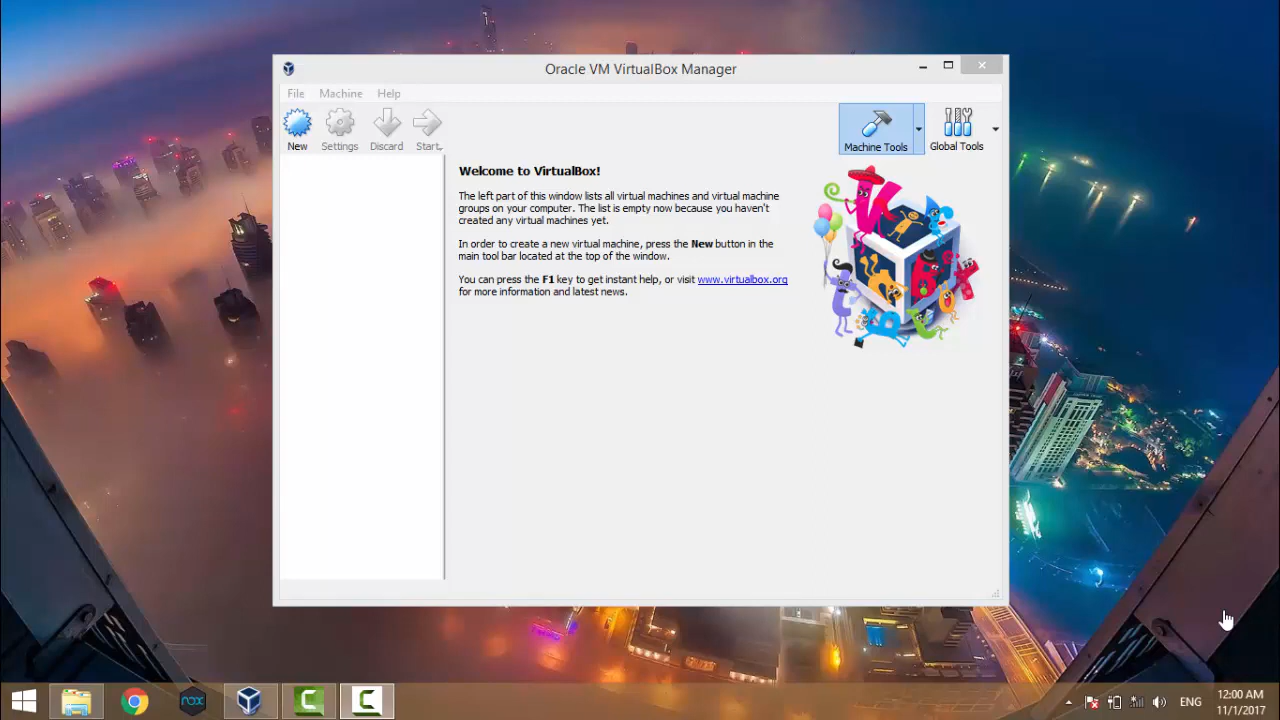 Oracle VM VirtualBox Manager
File Machine Help
New Settings Discard Start
Machine Tools Global Tools
Welcome to VirtualBox!
The left part of this window lists all virtual machines and virtual machine
groups on your computer. The list is empty now because you haven't
created any virtual machines yet.
In order to create a new virtual machine, press the New button in the
main tool bar located at the top of the window.
You can press the F1 key to get instant help, or visit www.virtualbox.org
for more information and latest news.
nox
ENG
12:00 AM
11/1/2017